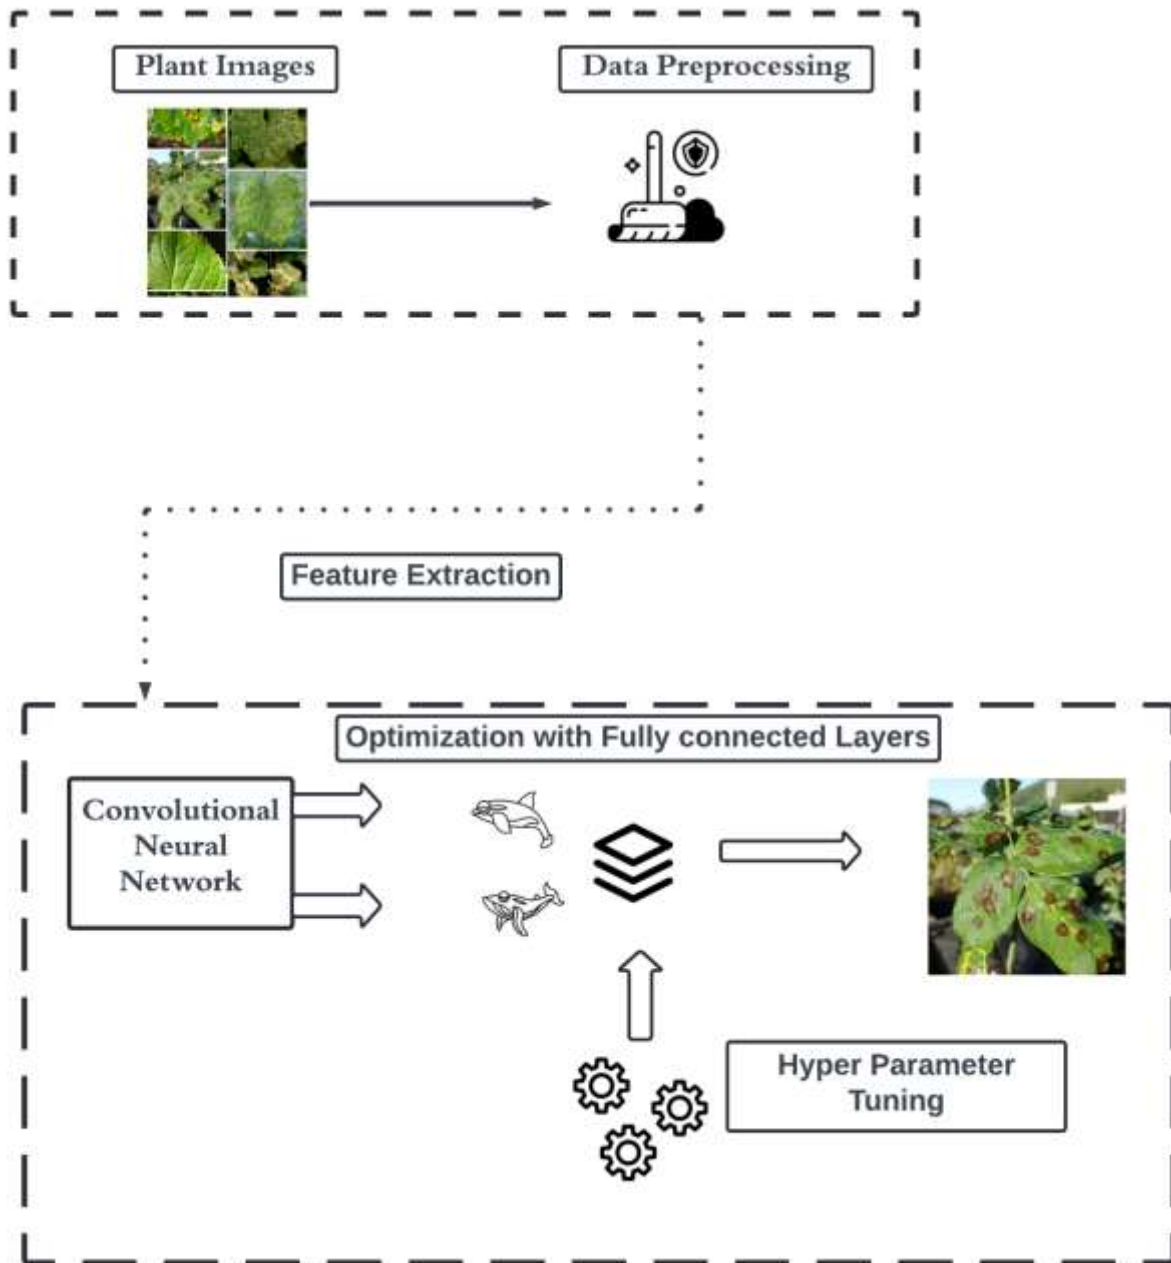 Plant Images
Data Preprocessing
Feature Extraction
Optimization with Fully connected Layers
Convolutional
Neural
Network
Hyper Parameter
Tuning